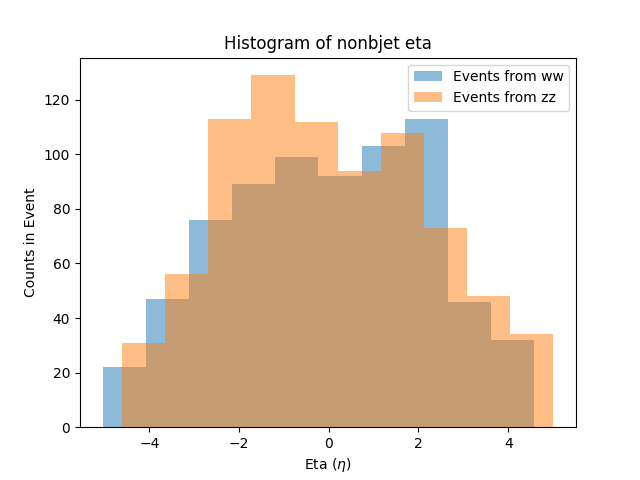 Histogram of nonbjet eta
Events from ww
Events from zz
Counts in Event
120
100
80
60
40
20
0
−4
−2
0
2
4
Eta (η)